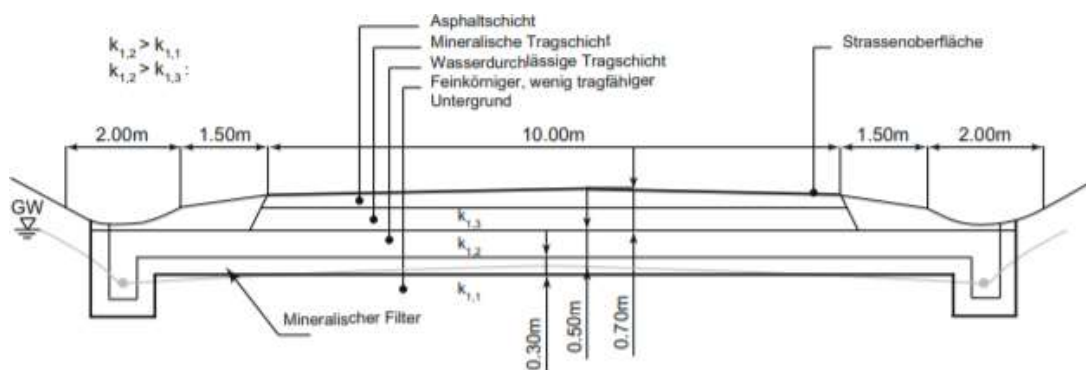 Asphaltschicht
Mineralische Tragschicht
Wasserdurchlässige Tragschicht
Feinkörniger, wenig tragfähiger
Untergrund
Strassenoberfläche
k1,2 > k1,1
k1,2 > k1,3 :
2.00m
1.50m
10.00m
1.50m
2.00m
GW
k1,3
k1,2
k1,1
Mineralischer Filter
0.30m
0.50m
0.70m